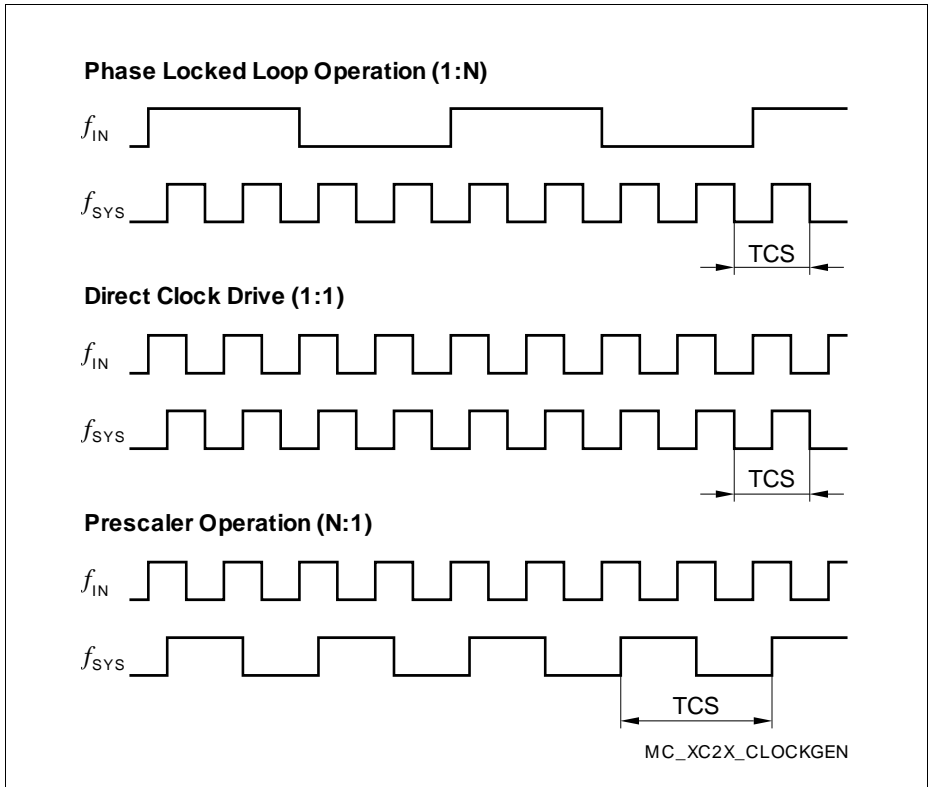 Phase Locked Loop Operation (1:N)
fIN
fSYS
TCS
Direct Clock Drive (1:1)
fIN
fSYS
TCS
Prescaler Operation (N:1)
fIN
fSYS
TCS
MC_XC2X_CLOCKGEN